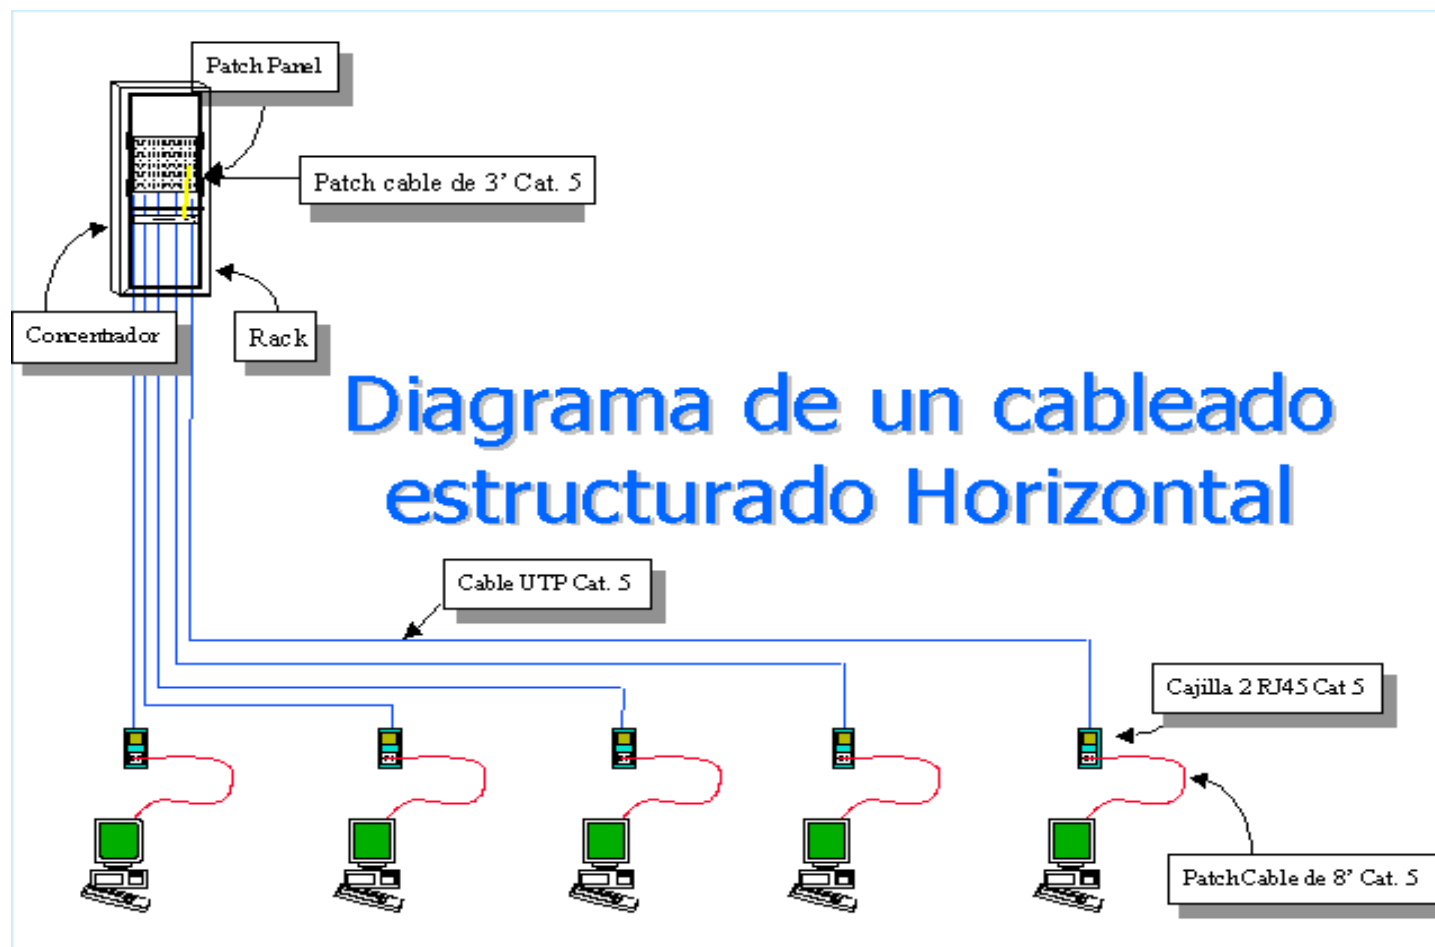 Patch Panel
Patch cable de 3' Cat. 5
Concentrador
Rack
Diagrama de un cableado
estructurado Horizontal
Cable UTP Cat. 5
Cajilla 2 RJ45 Cat 5
PatchCable de 8' Cat. 5